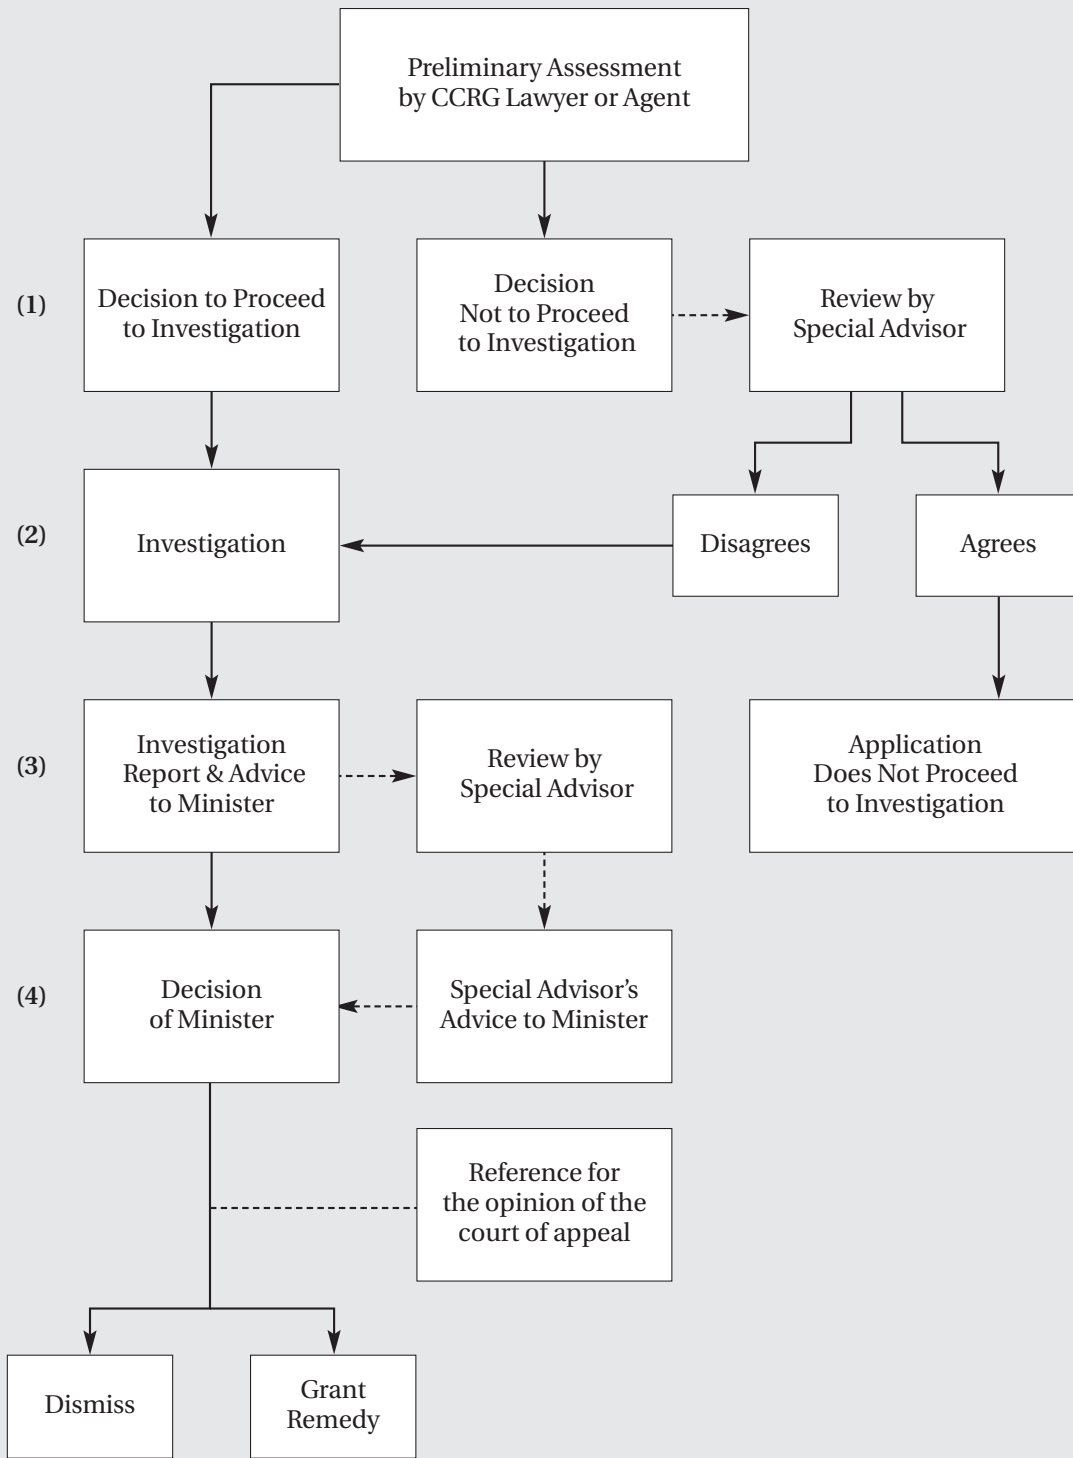 Preliminary Assessment
by CCRG Lawyer or Agent
(1)
Decision to Proceed
to Investigation
Decision
Not to Proceed
to Investigation
Review by
Special Advisor
(2)
Investigation
Disagrees
Agrees
(3)
Investigation
Report & Advice
to Minister
Review by
Special Advisor
Application
Does Not Proceed
to Investigation
(4)
Decision
of Minister
Special Advisor’s
Advice to Minister
Reference for
the opinion of the
court of appeal
Dismiss
Grant
Remedy